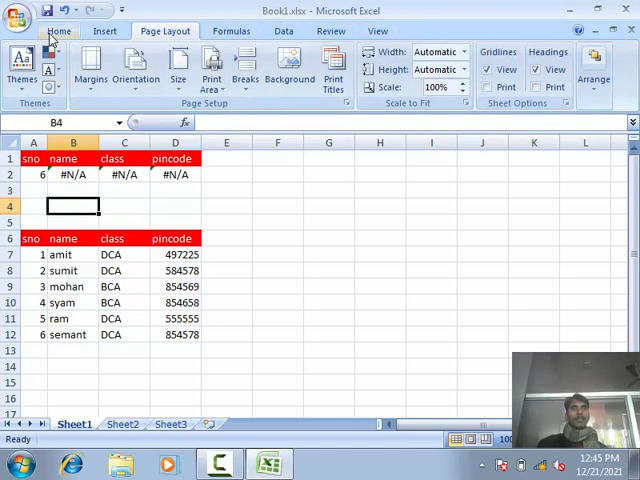 Book1.xlsx - Microsoft Excel
Home Insert Page Layout Formulas Data Review View
Themes Margins Orientation Size Print Area Breaks Background Print Titles Width: Automatic Gridlines Headings Arrange
Height: Automatic View View
Scale: 100% Print Print
Themes Page Setup Scale to Fit Sheet Options
B4 fx
A B C D E F G H I J K L
1 sno name class pincode
2 6 #N/A #N/A #N/A
3
4
5
6 sno name class pincode
7 1 amit DCA 497225
8 2 sumit DCA 584578
9 3 mohan BCA 854569
10 4 syam BCA 854658
11 5 ram DCA 555555
12 6 semant DCA 854578
13
14
15
16
17
Sheet1 Sheet2 Sheet3
Ready 100
12:45 PM
12/21/2021